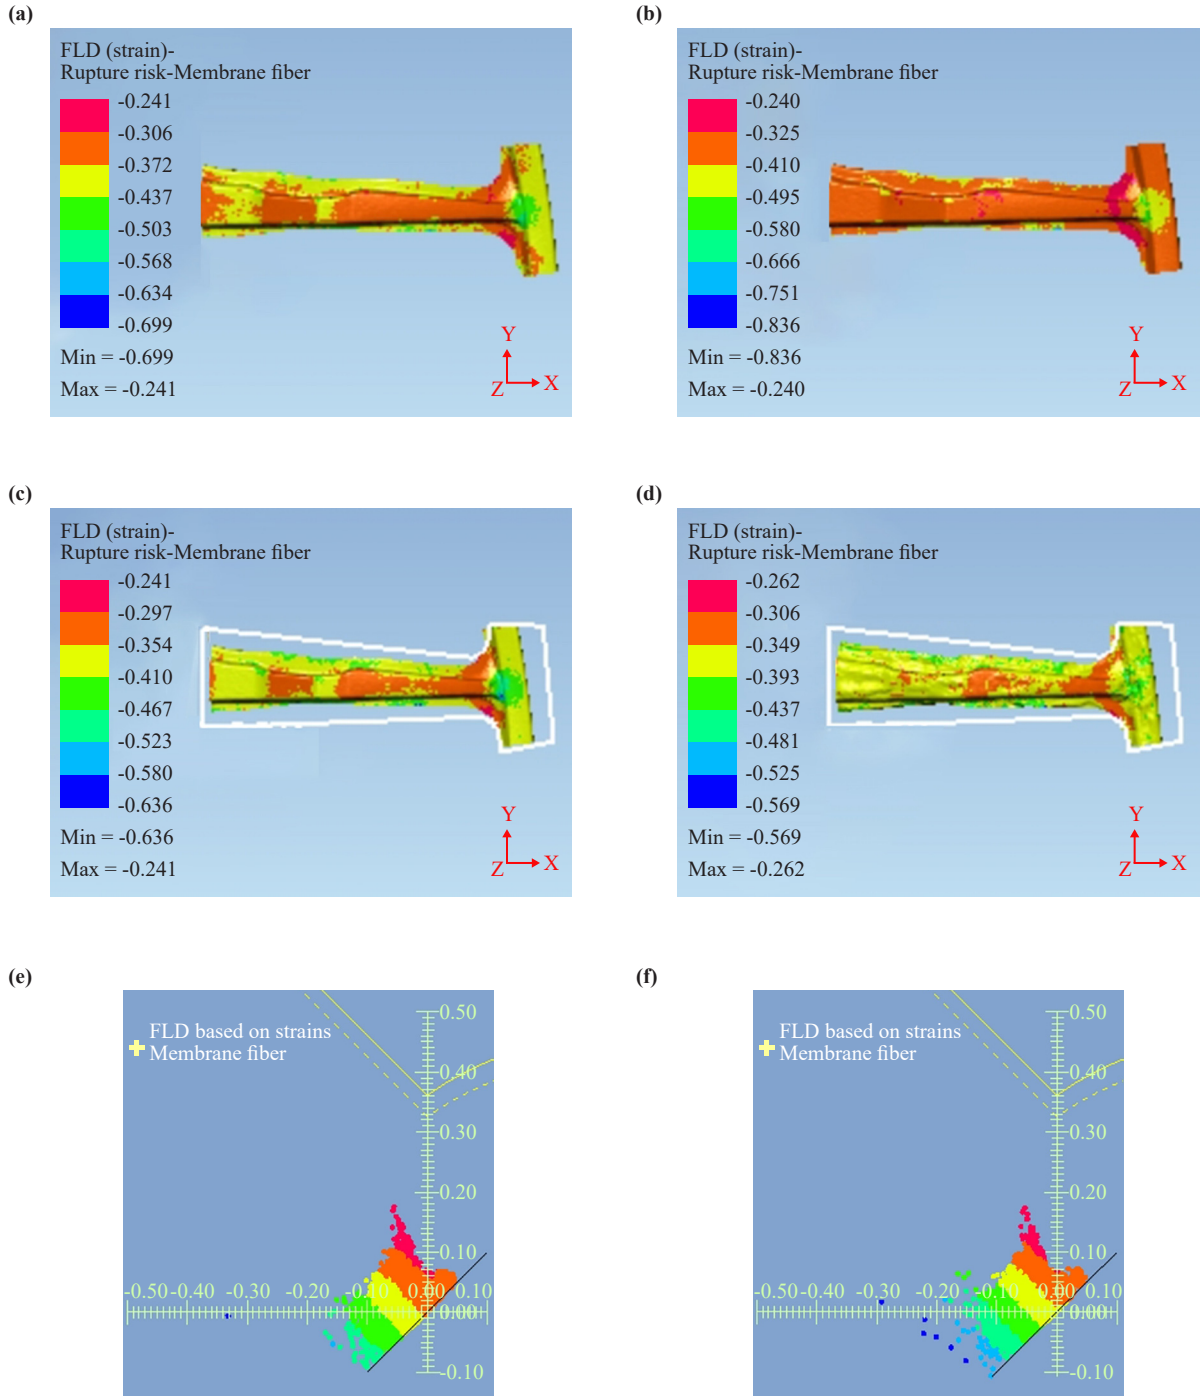 (a)
FLD (strain)-
Rupture risk-Membrane fiber
-0.241
-0.306
-0.372
-0.437
-0.503
-0.568
-0.634
-0.699
Min = -0.699
Max = -0.241
Y
Z X
(b)
FLD (strain)-
Rupture risk-Membrane fiber
-0.240
-0.325
-0.410
-0.495
-0.580
-0.666
-0.751
-0.836
Min = -0.836
Max = -0.240
Y
Z X
(c)
FLD (strain)-
Rupture risk-Membrane fiber
-0.241
-0.297
-0.354
-0.410
-0.467
-0.523
-0.580
-0.636
Min = -0.636
Max = -0.241
Y
Z X
(d)
FLD (strain)-
Rupture risk-Membrane fiber
-0.262
-0.306
-0.349
-0.393
-0.437
-0.481
-0.525
-0.569
Min = -0.569
Max = -0.262
Y
Z X
(e)
FLD based on strains
Membrane fiber
0.50
0.40
0.30
0.20
0.10
-0.50 -0.40 -0.30 -0.20 -0.10 0.00 0.10
0.00
-0.10
(f)
FLD based on strains
Membrane fiber
0.50
0.40
0.30
0.20
0.10
-0.50 -0.40 -0.30 -0.20 -0.10 0.00 0.10
0.00
-0.10